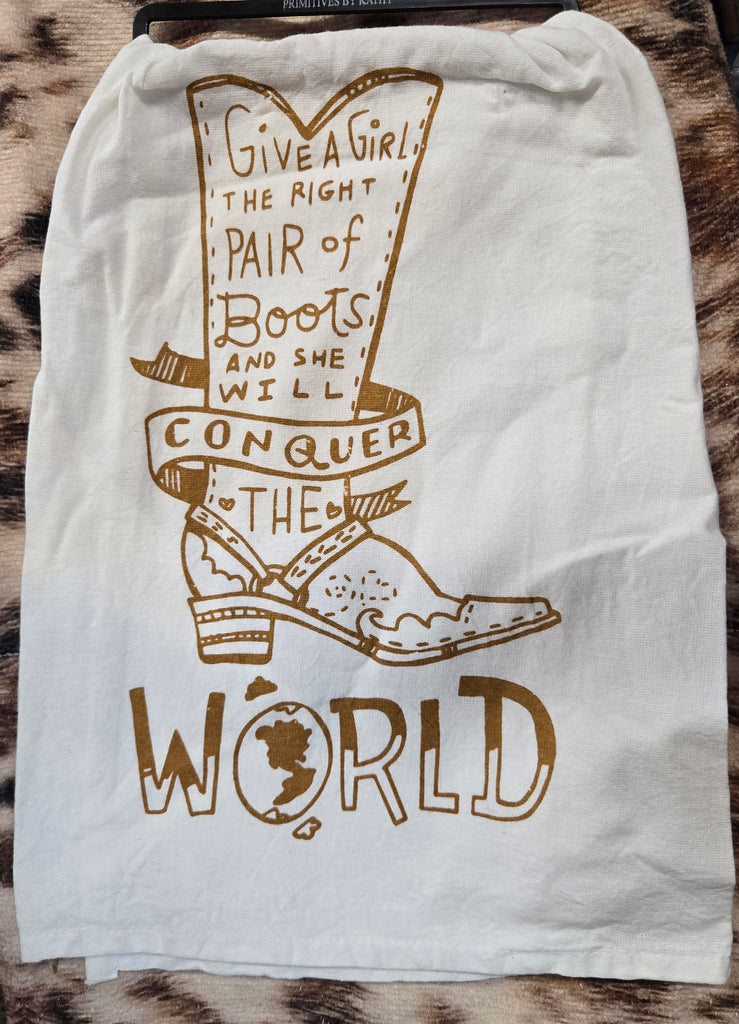 PRIMITIVES BY KATHY
GIVE A GIRL
THE RIGHT
PAIR of
BOOTS
AND SHE
WILL
CONQUER
THE
WORLD